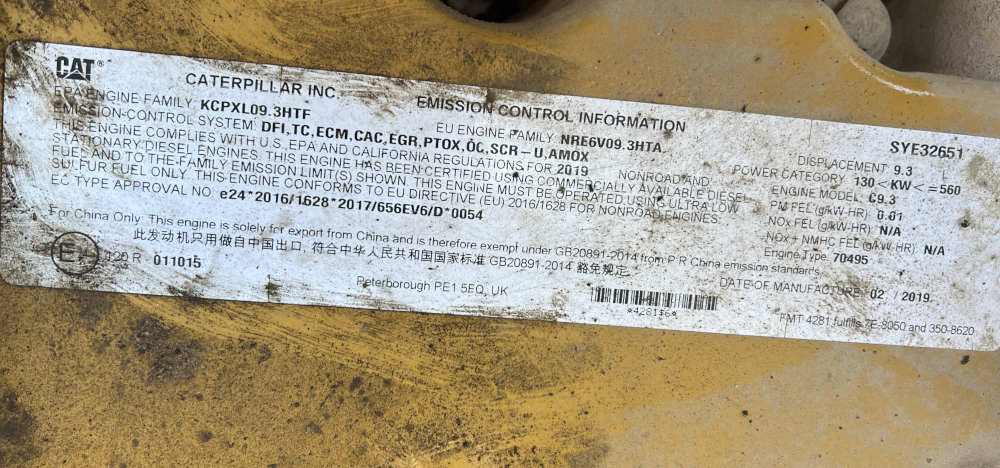 CAT®
CATERPILLAR INC
EMISSION CONTROL INFORMATION
SYE32651
EPA ENGINE FAMILY: KCPXL09.3HTF
EU ENGINE FAMILY: NRE6V09.3HTA
DISPLACEMENT 9.3 L
EMISSION-CONTROL SYSTEM: DFI,TC,ECM,CAC,EGR,PTOX,OC,SCR-U,AMOX
POWER CATEGORY: 130<KW<=560
THIS ENGINE COMPLIES WITH U.S. EPA AND CALIFORNIA REGULATIONS FOR 2019 NONROAD AND
ENGINE MODEL: C9.3
STATIONARY DIESEL ENGINES. THIS ENGINE HAS BEEN CERTIFIED USING COMMERCIALLY AVAILABLE DIESEL
PM FEL (g/kW-HR) 0.01
FUELS AND TO THE FAMILY EMISSION LIMIT(S) SHOWN. THIS ENGINE MUST BE OPERATED USING ULTRA LOW
NOx FEL (g/kW-HR): N/A
SULFUR FUEL ONLY. THIS ENGINE CONFORMS TO EU DIRECTIVE (EU) 2016/1628 FOR NONROAD ENGINES.
NOx + NMHC FEL (g/kW-HR). N/A
EC TYPE APPROVAL NO e24*2016/1628*2017/656EV6/D*0054
Engine Type: 70495
For China Only. This engine is solely for export from China and is therefore exempt under GB20891-2014 from P R China emission standards
此发动机只用做自中国出口, 符合中华人民共和国国家标准 GB20891-2014 豁免规定.
DATE OF MANUFACTURE: 02 / 2019
120 R 011015
Peterborough PE1 5EQ, UK
*4281$6*
FMT 4281 fulfills 7E-8050 and 350-8620